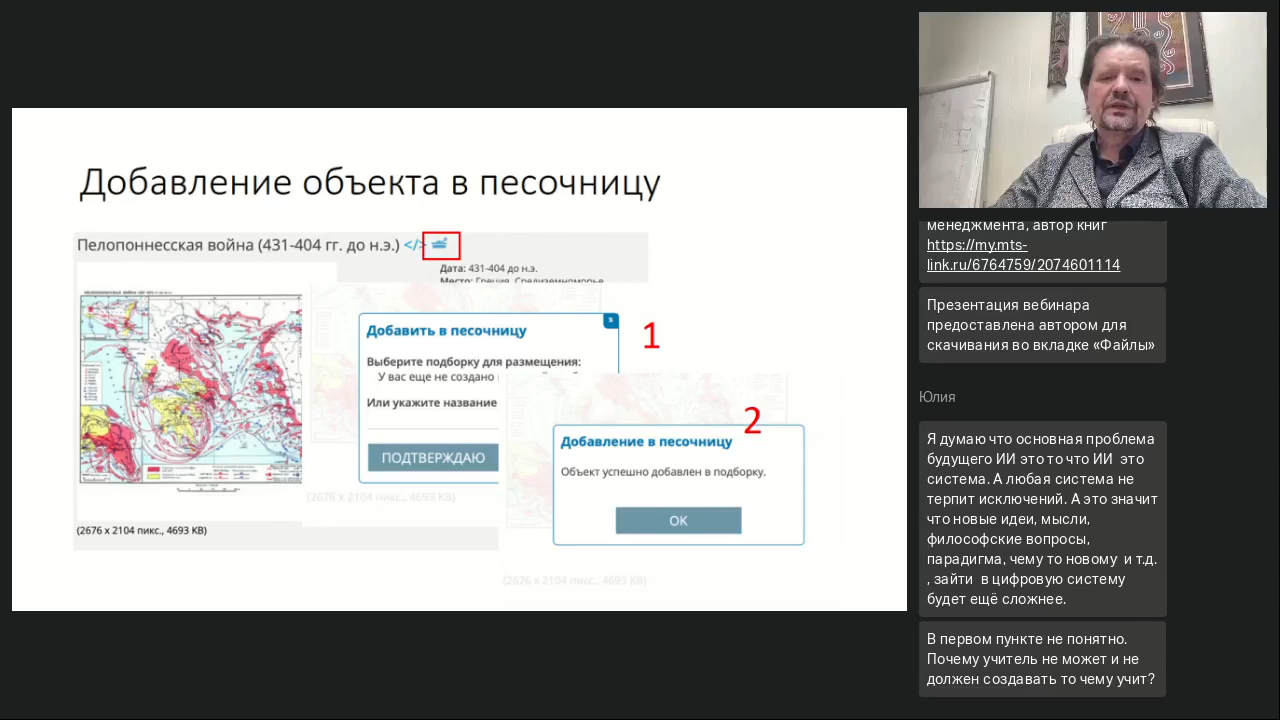 Добавление объекта в песочницу
Пелопоннесская война (431-404 гг. до н.э.) </>
Дата: 431-404 до н.э.
Место: Греция, Средиземноморье
Добавить в песочницу
x
1
Выберите подборку для размещения:
У вас еще не создано
Или указите название
ПОДТВЕРЖДАЮ
(2676 x 2104 пикс., 4693 KB)
2
Добавление в песочницу
Объект успешно добавлен в подборку.
OK
(2676 x 2104 пикс., 4693 KB)
(2676 x 2104 пикс., 4693 KB)
менеджмента, автор книг
https://my.mts-
link.ru/6764759/2074601114
Презентация вебинара
предоставлена автором для
скачивания во вкладке «Файлы»
Юлия
Я думаю что основная проблема
будущего ИИ это то что ИИ это
система. А любая система не
терпит исключений. А это значит
что новые идеи, мысли,
философские вопросы,
парадигма, чему то новому и т.д.
, зайти в цифровую систему
будет ещё сложнее.
В первом пункте не понятно.
Почему учитель не может и не
должен создавать то чему учит?